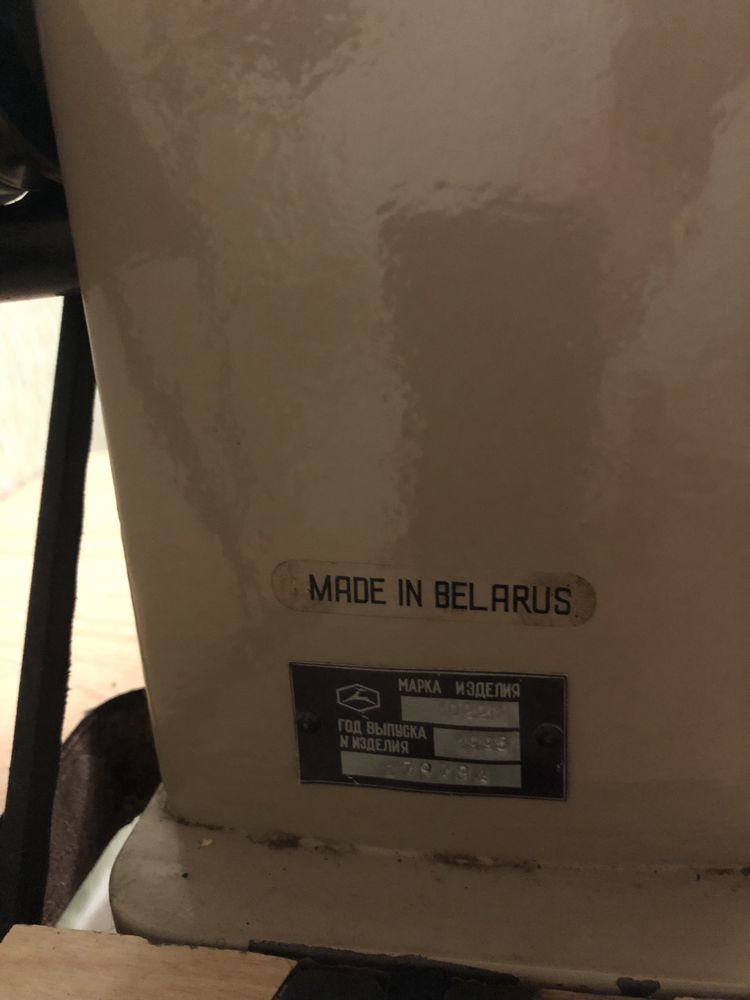 MADE IN BELARUS
МАРКА ИЗДЕЛИЯ
ГОД ВЫПУСКА
N ИЗДЕЛИЯ